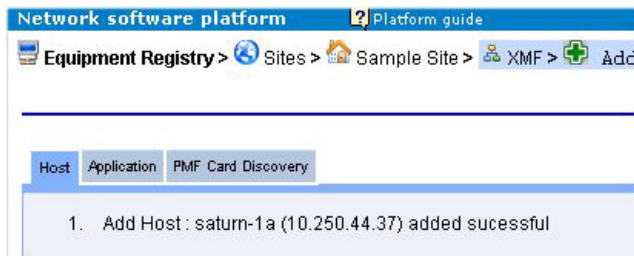 Network software platform Platform guide
Equipment Registry > Sites > Sample Site > XMF > Add
Host Application PMF Card Discovery
1. Add Host : saturn-1a (10.250.44.37) added sucessful